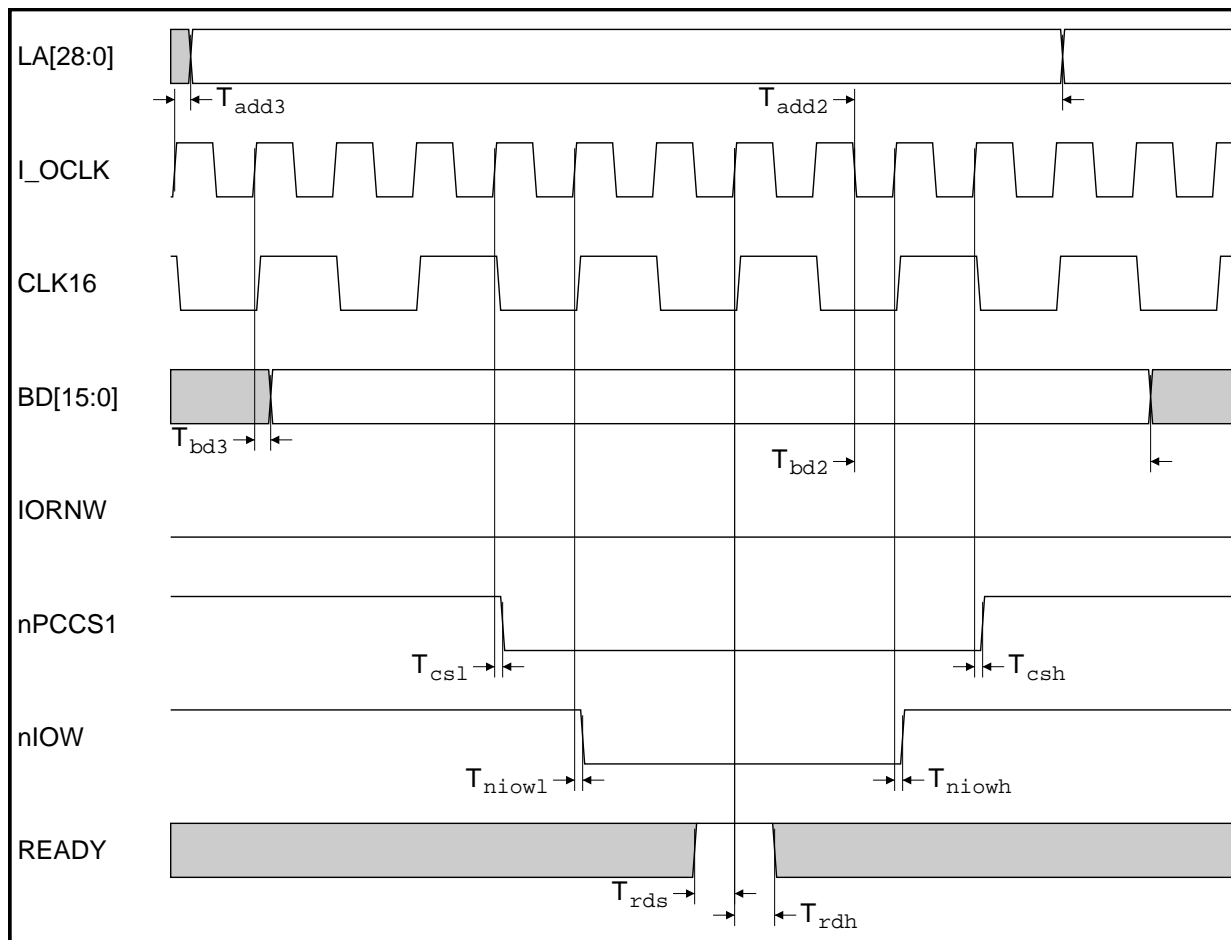 LA[28:0]
Tadd3
Tadd2
I_OCLK
CLK16
BD[15:0]
Tbd3
Tbd2
IORNW
nPCCS1
Tcsl
Tcsh
nIOW
Tniowl
Tniowh
READY
Trds
Trdh